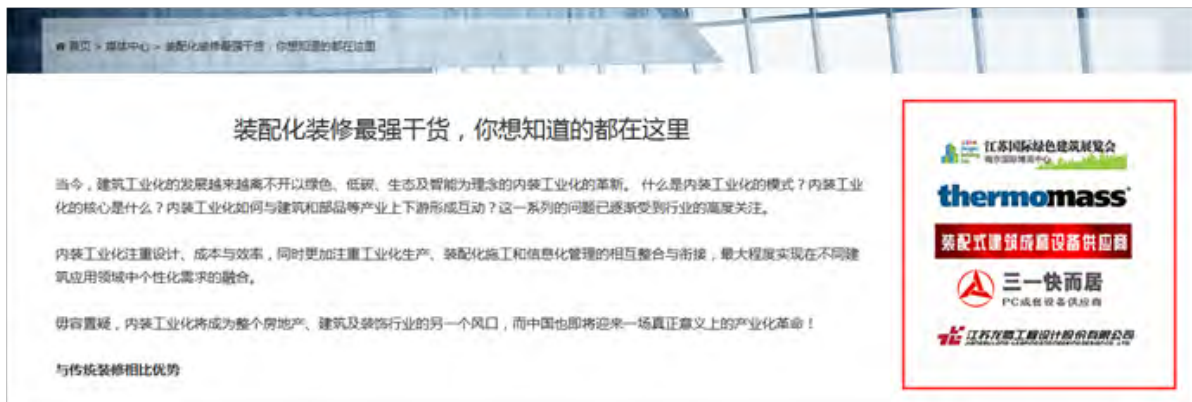 首页 > 媒体中心 > 装配化装修最强干货，你想知道的都在这里
装配化装修最强干货，你想知道的都在这里
当今，建筑工业化的发展越来越离不开以绿色、低碳、生态及智能为理念的内装工业化的革新。 什么是内装工业化的模式？内装工业
化的核心是什么？内装工业化如何与建筑和部品等产业上下游形成互动？这一系列的问题已逐渐受到行业的高度关注。
内装工业化注重设计、成本与效率，同时更加注重工业化生产、装配化施工和信息化管理的相互整合与衔接，最大程度实现在不同建
筑应用领域中个性化需求的融合。
毋容置疑，内装工业化将成为整个房地产、建筑及装饰行业的另一个风口，而中国也即将迎来一场真正意义上的产业化革命！
与传统装修相比优势
江苏国际绿色建筑展览会
南京国际博览中心
thermomass
装配式建筑成套设备供应商
三一快而居
PC成套设备供应商
江苏龙腾工程设计股份有限公司